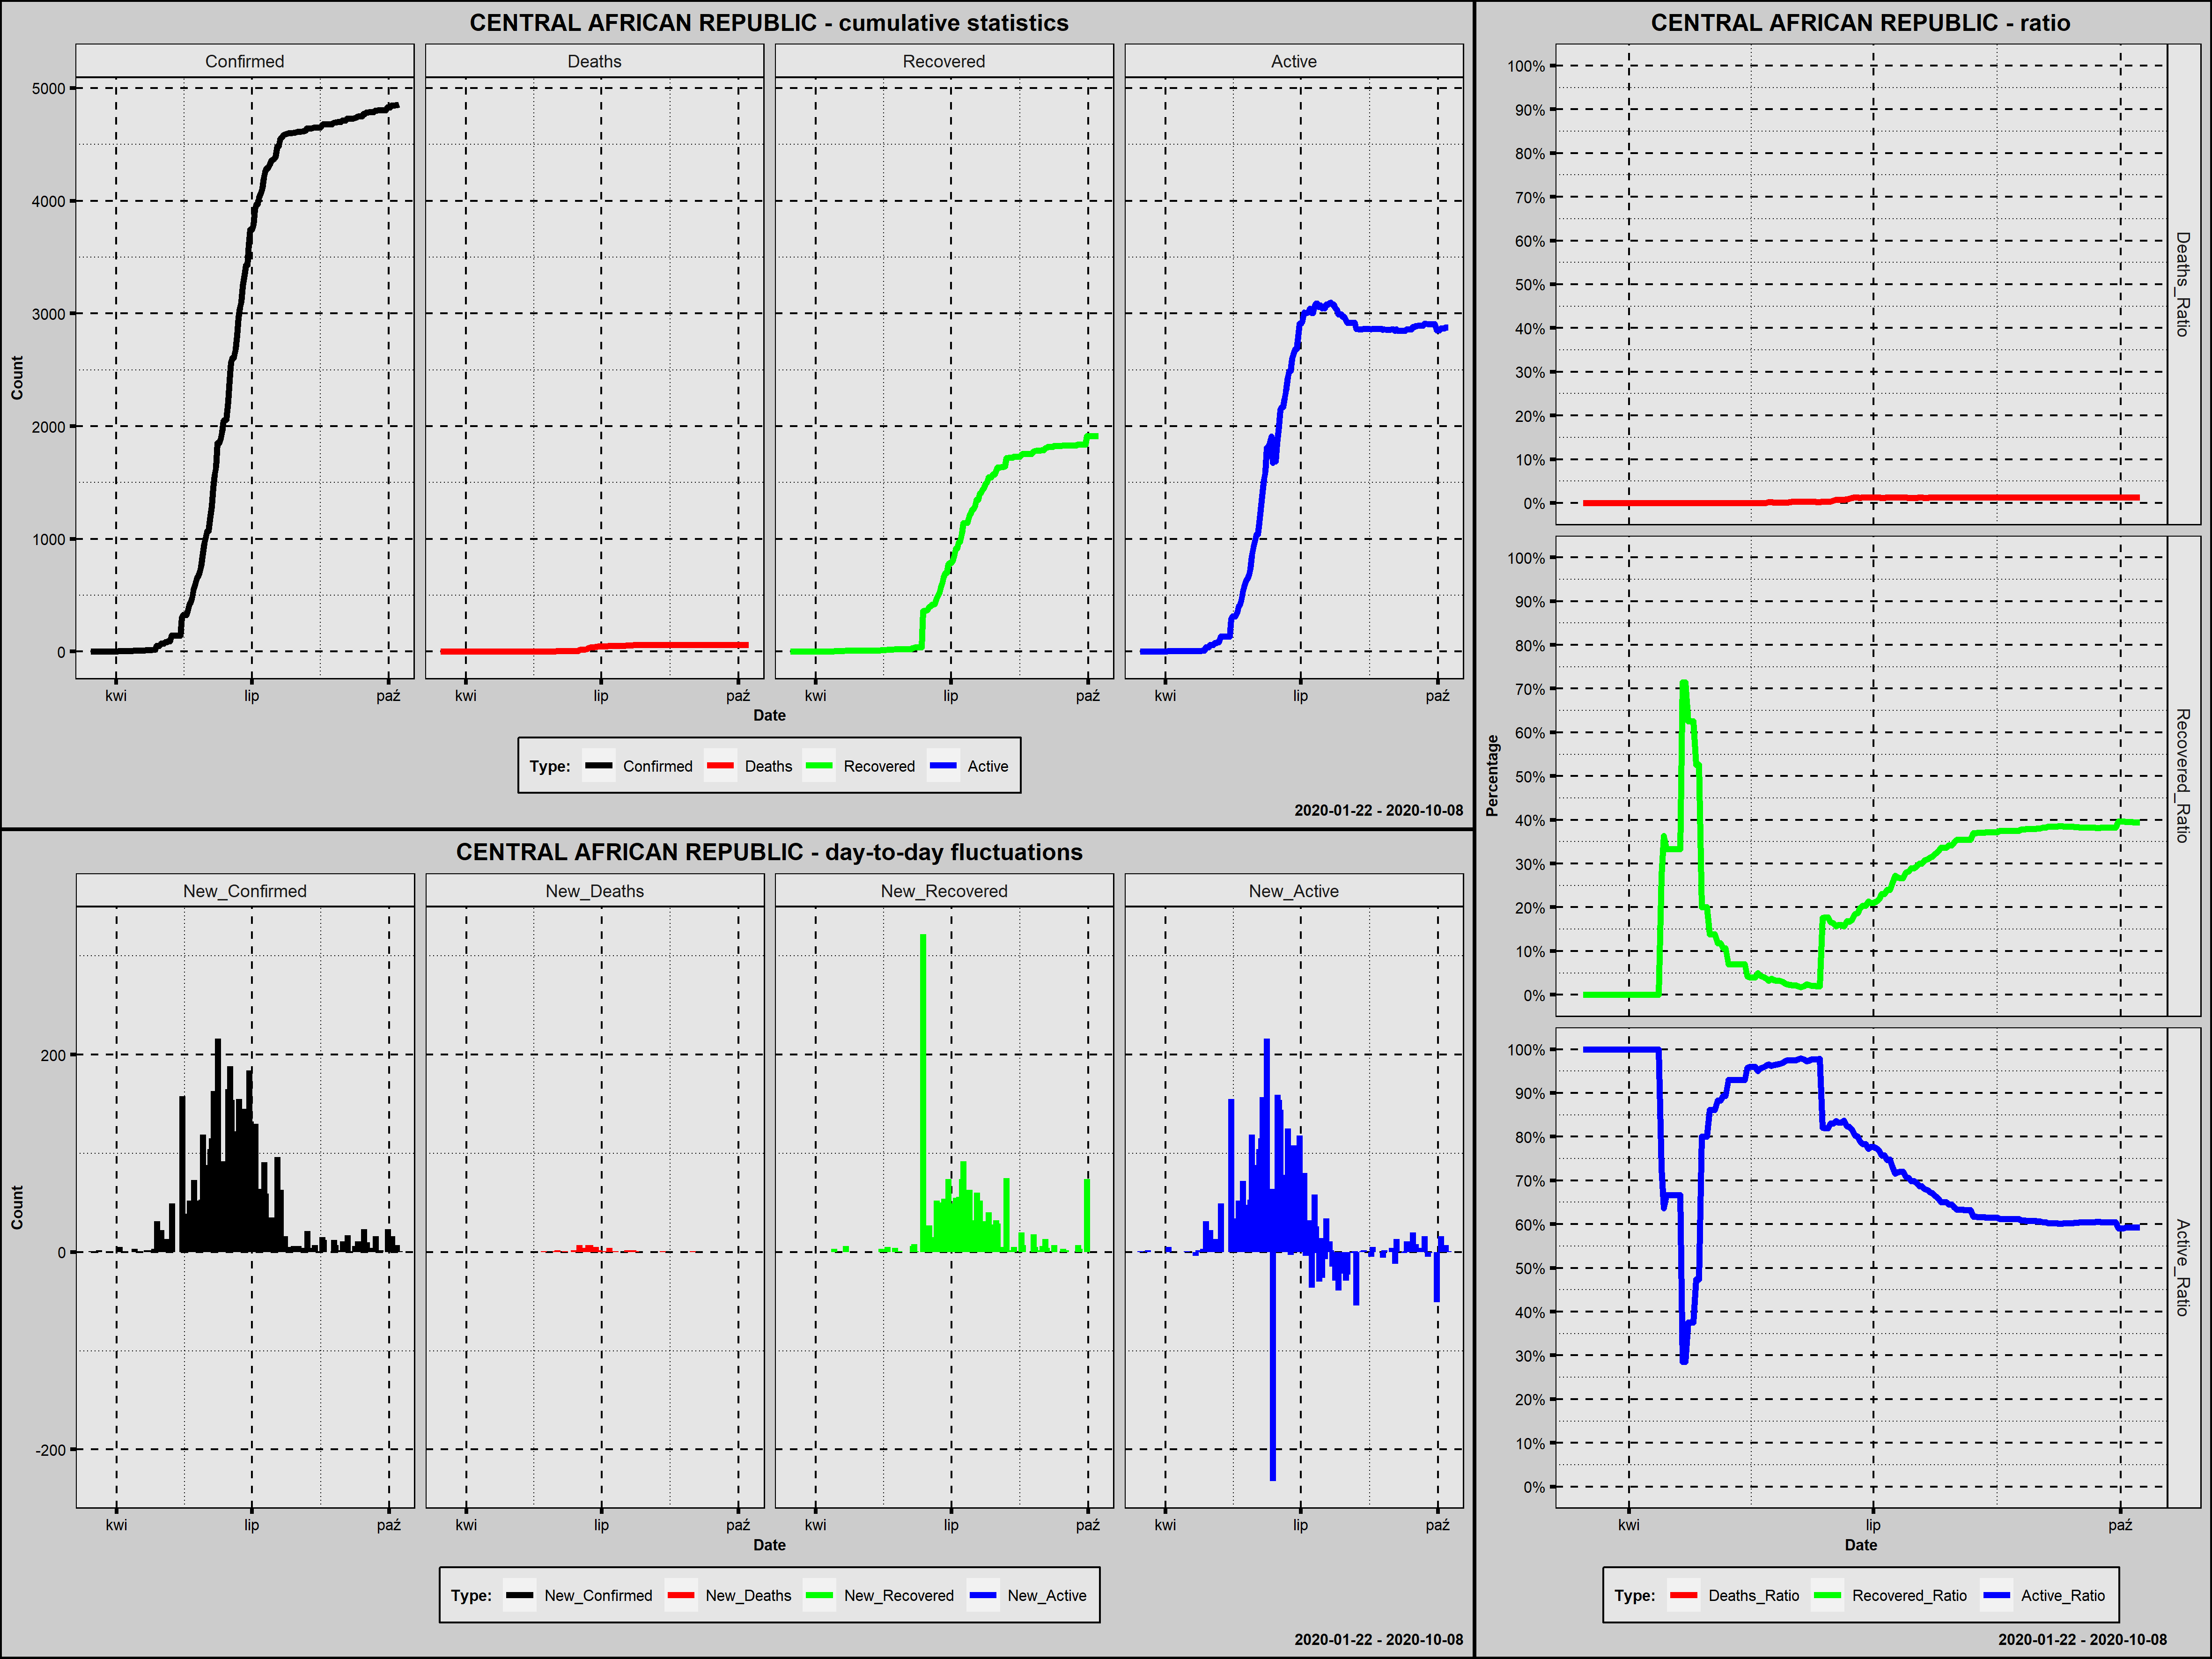 CENTRAL AFRICAN REPUBLIC - cumulative statistics
Confirmed Deaths Recovered Active
Count
5000
4000
3000
2000
1000
0
kwi lip paź kwi lip paź kwi lip paź kwi lip paź
Date
Type: Confirmed Deaths Recovered Active
2020-01-22 - 2020-10-08
CENTRAL AFRICAN REPUBLIC - day-to-day fluctuations
New_Confirmed New_Deaths New_Recovered New_Active
Count
200
0
-200
kwi lip paź kwi lip paź kwi lip paź kwi lip paź
Date
Type: New_Confirmed New_Deaths New_Recovered New_Active
2020-01-22 - 2020-10-08
CENTRAL AFRICAN REPUBLIC - ratio
Percentage
100%
90%
80%
70%
60%
50%
40%
30%
20%
10%
0%
Deaths_Ratio
100%
90%
80%
70%
60%
50%
40%
30%
20%
10%
0%
Recovered_Ratio
100%
90%
80%
70%
60%
50%
40%
30%
20%
10%
0%
Active_Ratio
kwi lip paź
Date
Type: Deaths_Ratio Recovered_Ratio Active_Ratio
2020-01-22 - 2020-10-08